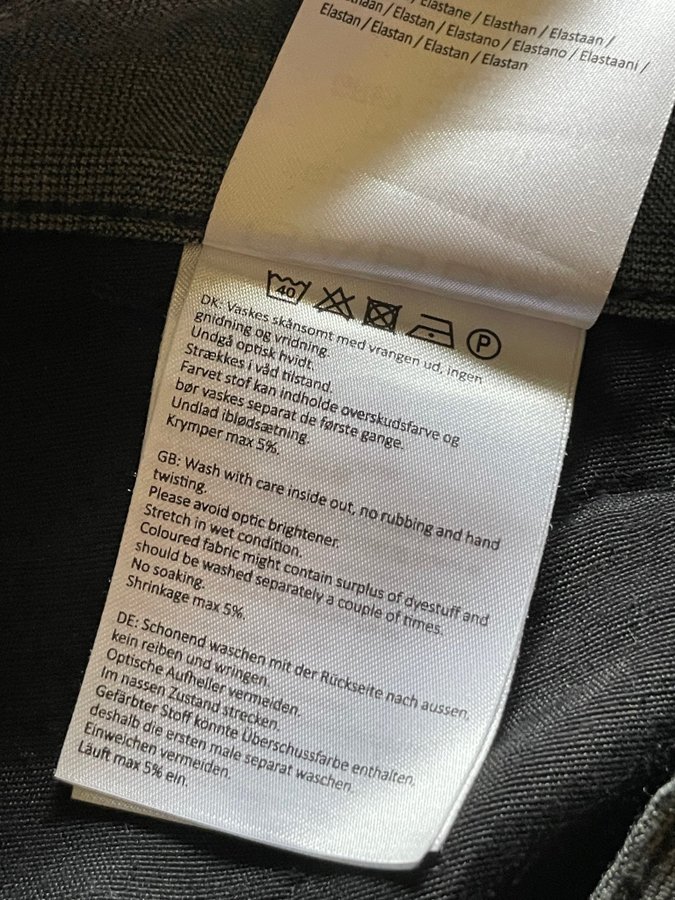 Elastane / Elasthan / Elastaan /
Elastan / Elastano / Elastano / Elastaani /
Elastan / Elastan / Elastan / Elastan
40 P
DK: Vaskes skånsomt med vrangen ud, ingen
gnidning og vridning.
Undgå optisk hvidt.
Strækkes i våd tilstand.
Farvet stof kan indholde overskudsfarve og
bør vaskes separat de første gange.
Undlad iblødsætning.
Krymper max 5%.
GB: Wash with care inside out, no rubbing and hand
twisting.
Please avoid optic brightener.
Stretch in wet condition.
Coloured fabric might contain surplus of dyestuff and
should be washed separately a couple of times.
No soaking.
Shrinkage max 5%.
DE: Schonend waschen mit der Rückseite nach aussen,
kein reiben und wringen.
Optische Aufheller vermeiden.
Im nassen Zustand strecken.
Gefärbter Stoff könnte Überschussfarbe enthalten,
deshalb die ersten male separat waschen.
Einweichen vermeiden.
Läuft max 5% ein.